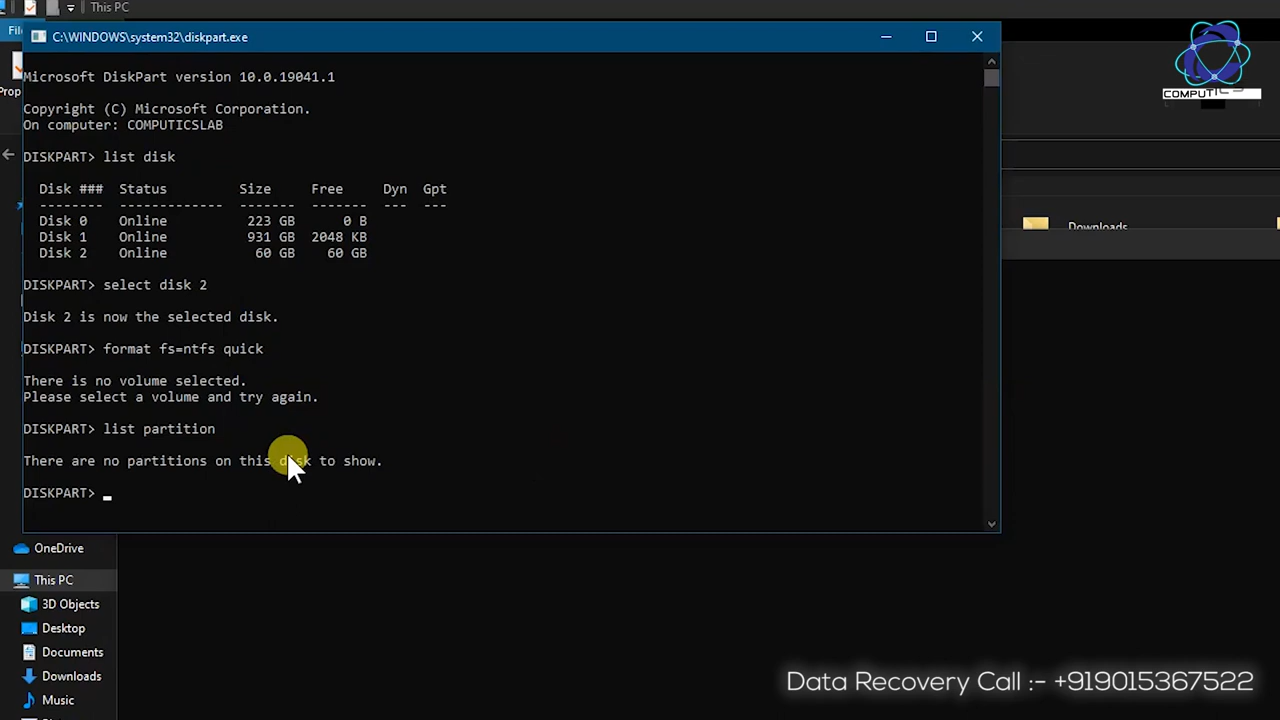 This PC
File
C:\WINDOWS\system32\diskpart.exe
Microsoft DiskPart version 10.0.19041.1
Copyright (C) Microsoft Corporation.
On computer: COMPUTICSLAB
DISKPART> list disk
Disk ### Status Size Free Dyn Gpt
-------- ------------- ------- ------- --- ---
Disk 0 Online 223 GB 0 B
Disk 1 Online 931 GB 2048 KB
Disk 2 Online 60 GB 60 GB
DISKPART> select disk 2
Disk 2 is now the selected disk.
DISKPART> format fs=ntfs quick
There is no volume selected.
Please select a volume and try again.
DISKPART> list partition
There are no partitions on this disk to show.
DISKPART>
Downloads
OneDrive
This PC
3D Objects
Desktop
Documents
Downloads
Music
Data Recovery Call :- +919015367522